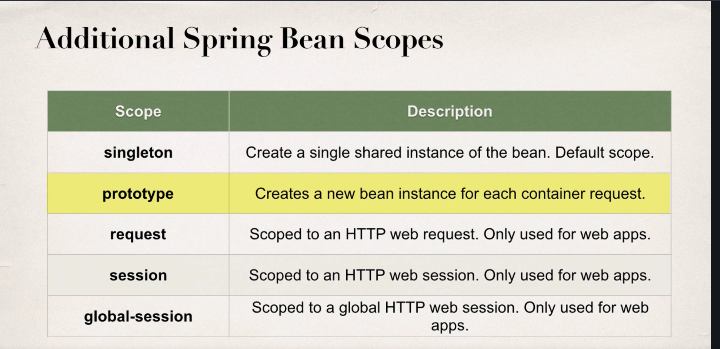 Additional Spring Bean Scopes
Scope Description
singleton Create a single shared instance of the bean. Default scope.
prototype Creates a new bean instance for each container request.
request Scoped to an HTTP web request. Only used for web apps.
session Scoped to an HTTP web session. Only used for web apps.
global-session Scoped to a global HTTP web session. Only used for web
apps.